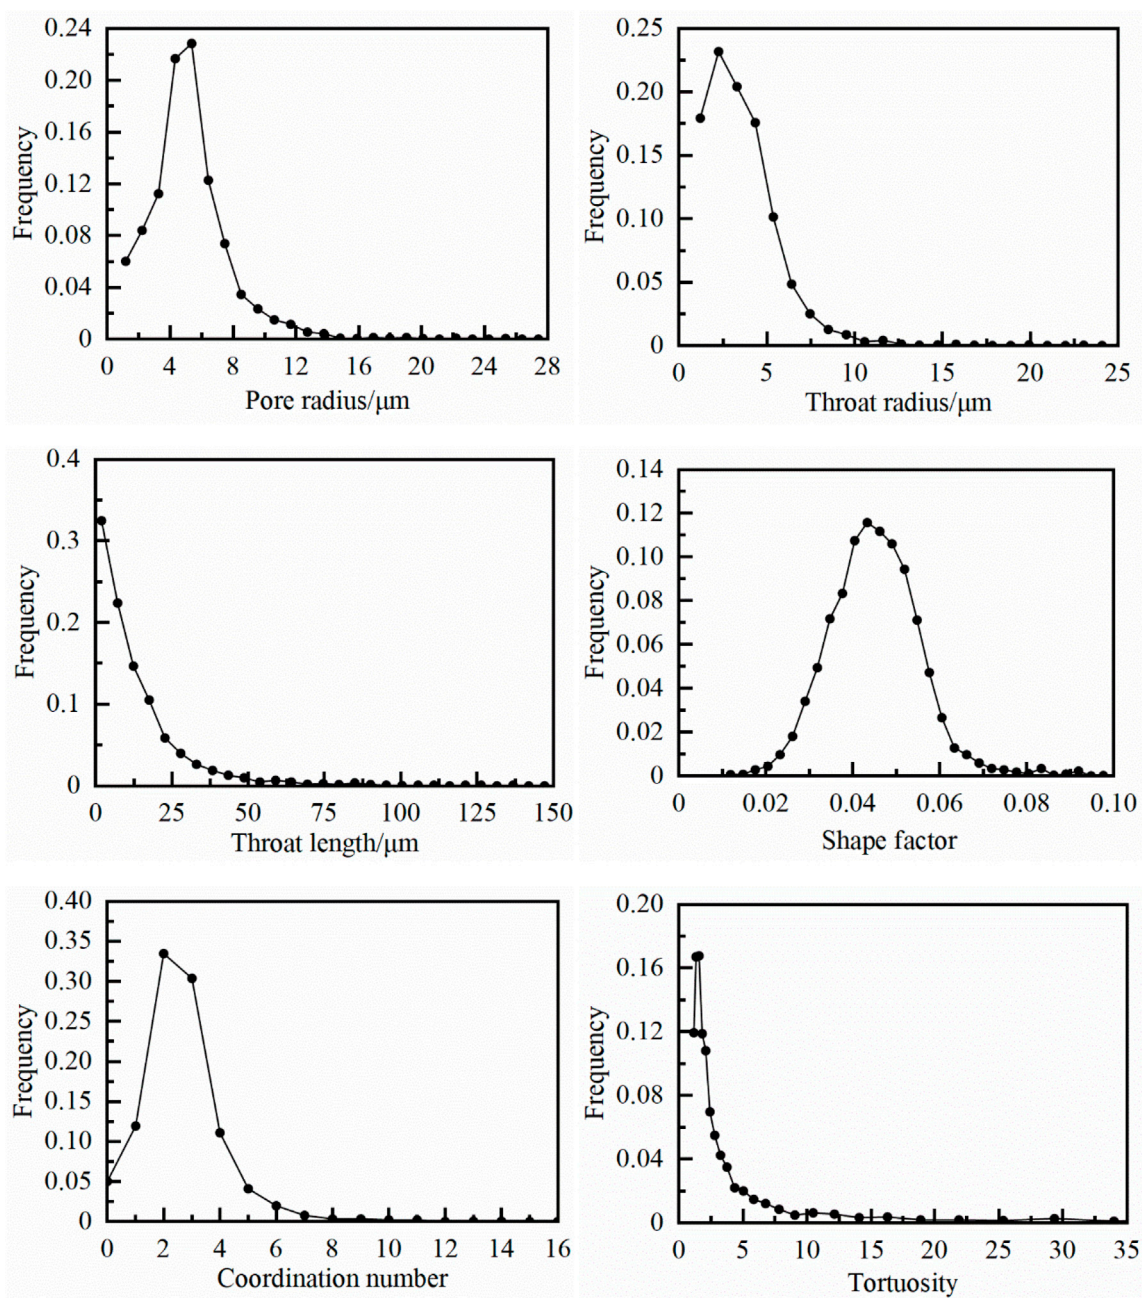 0.24
0.20
0.16
0.12
0.08
0.04
0
Frequency
0 4 8 12 16 20 24 28
Pore radius/μm
0.25
0.20
0.15
0.10
0.05
0
Frequency
0 5 10 15 20 25
Throat radius/μm
0.4
0.3
0.2
0.1
0
Frequency
0 25 50 75 100 125 150
Throat length/μm
0.14
0.12
0.10
0.08
0.06
0.04
0.02
0
Frequency
0 0.02 0.04 0.06 0.08 0.10
Shape factor
0.40
0.35
0.30
0.25
0.20
0.15
0.10
0.05
0
Frequency
0 2 4 6 8 10 12 14 16
Coordination number
0.20
0.16
0.12
0.08
0.04
0
Frequency
0 5 10 15 20 25 30 35
Tortuosity